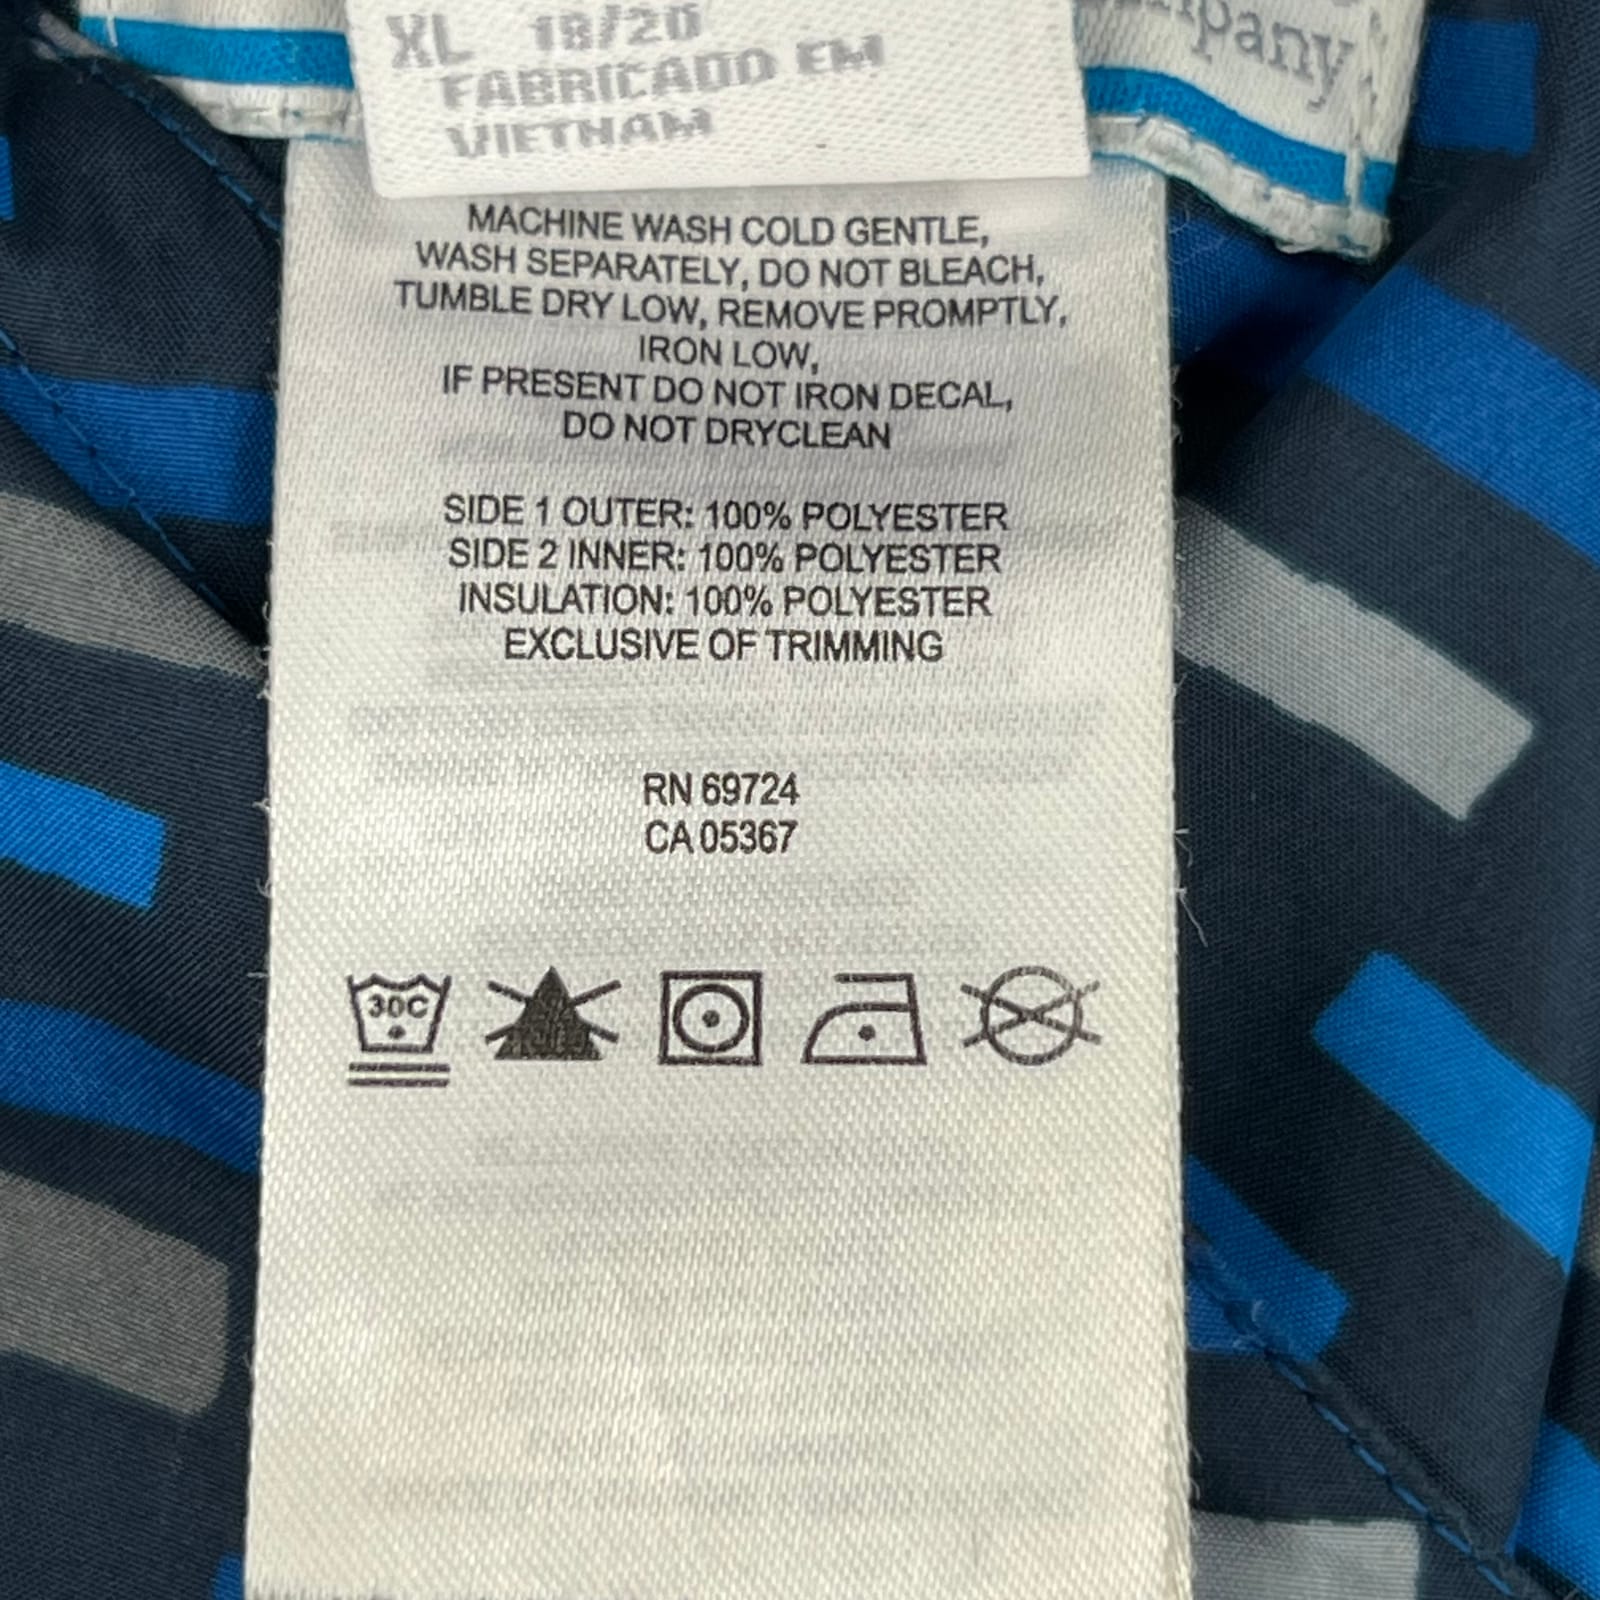 XL 18/20
FABRICADO EM
VIETNAM
MACHINE WASH COLD GENTLE,
WASH SEPARATELY, DO NOT BLEACH,
TUMBLE DRY LOW, REMOVE PROMPTLY,
IRON LOW,
IF PRESENT DO NOT IRON DECAL,
DO NOT DRYCLEAN
SIDE 1 OUTER: 100% POLYESTER
SIDE 2 INNER: 100% POLYESTER
INSULATION: 100% POLYESTER
EXCLUSIVE OF TRIMMING
RN 69724
CA 05367
30C